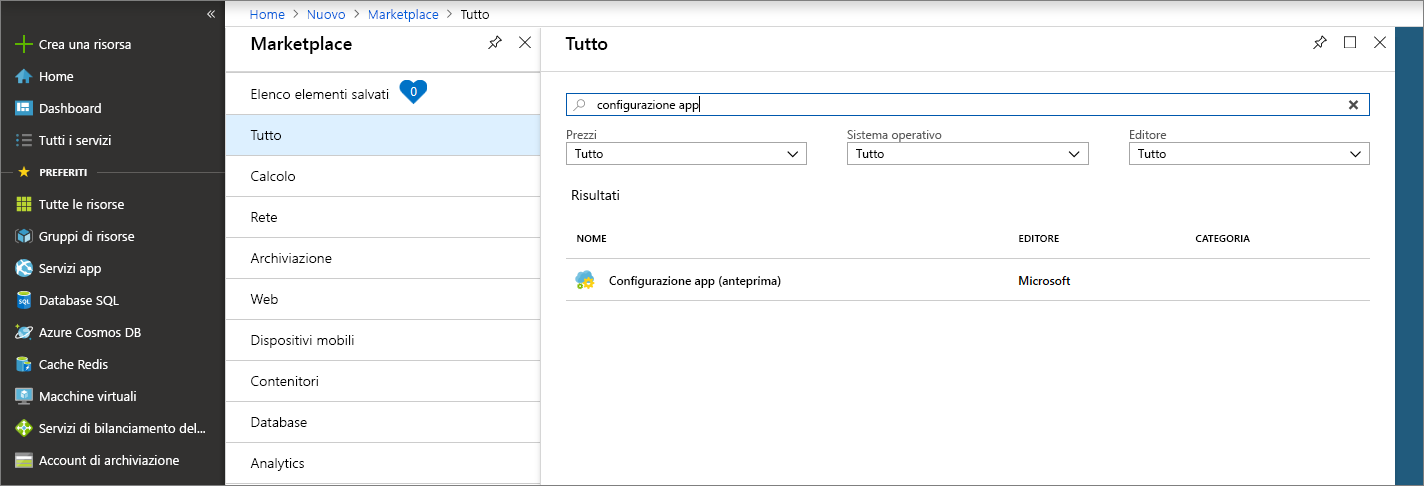 «
Crea una risorsa
Home
Dashboard
Tutti i servizi
PREFERITI
Tutte le risorse
Gruppi di risorse
Servizi app
Database SQL
Azure Cosmos DB
Cache Redis
Macchine virtuali
Servizi di bilanciamento del...
Account di archiviazione
Home > Nuovo > Marketplace > Tutto
Marketplace
Elenco elementi salvati 0
Tutto
Calcolo
Rete
Archiviazione
Web
Dispositivi mobili
Contenitori
Database
Analytics
Tutto
configurazione app
Prezzi Sistema operativo Editore
Tutto Tutto Tutto
Risultati
NOME EDITORE CATEGORIA
Configurazione app (anteprima) Microsoft